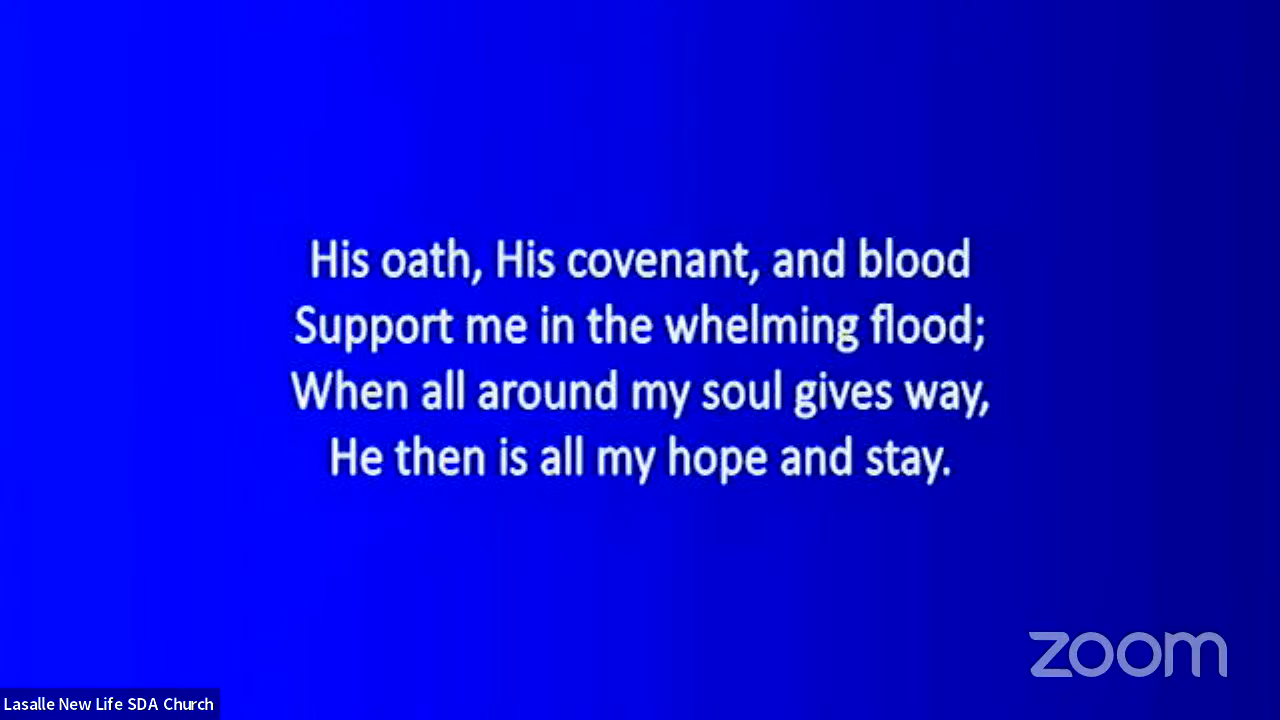 His oath, His covenant, and blood
Support me in the whelming flood;
When all around my soul gives way,
He then is all my hope and stay.
zoom
Lasalle New Life SDA Church